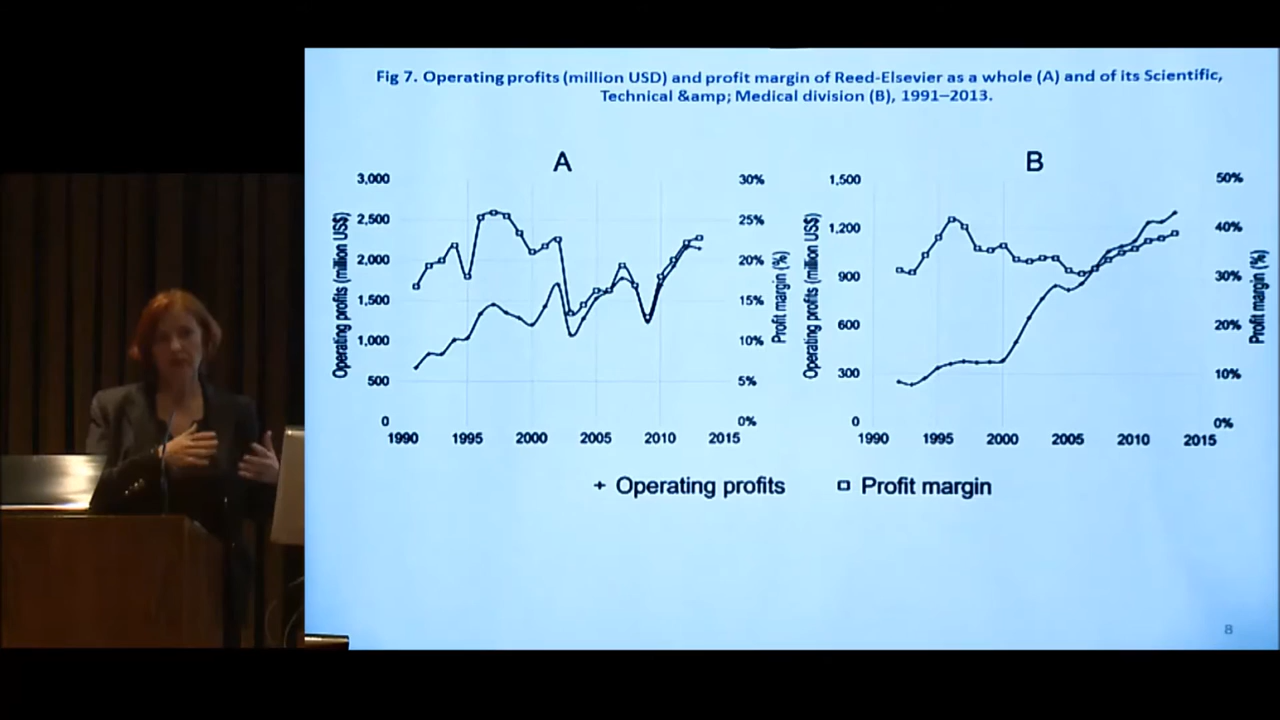 Fig 7. Operating profits (million USD) and profit margin of Reed-Elsevier as a whole (A) and of its Scientific,
Technical &amp; Medical division (B), 1991–2013.
A
3,000
2,500
2,000
1,500
1,000
500
0
Operating profits (million US$)
30%
25%
20%
15%
10%
5%
0%
Profit margin (%)
1990 1995 2000 2005 2010 2015
B
1,500
1,200
900
600
300
0
Operating profits (million US$)
50%
40%
30%
20%
10%
0%
Profit margin (%)
1990 1995 2000 2005 2010 2015
Operating profits Profit margin
8